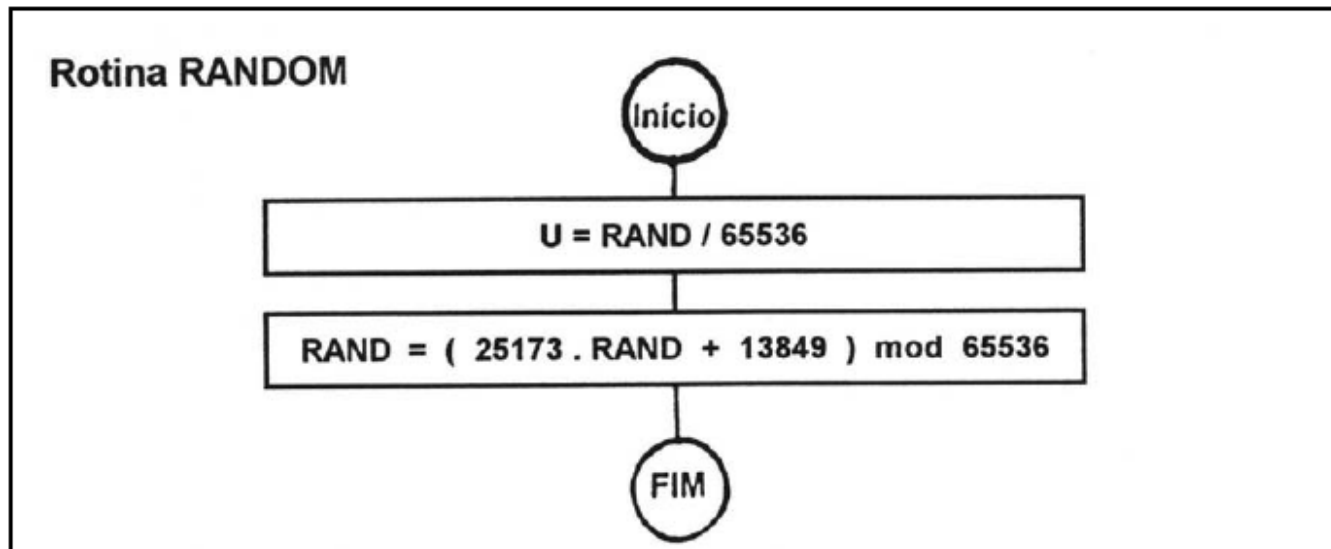 Rotina RANDOM
Início
U = RAND / 65536
RAND = ( 25173 . RAND + 13849 ) mod 65536
FIM